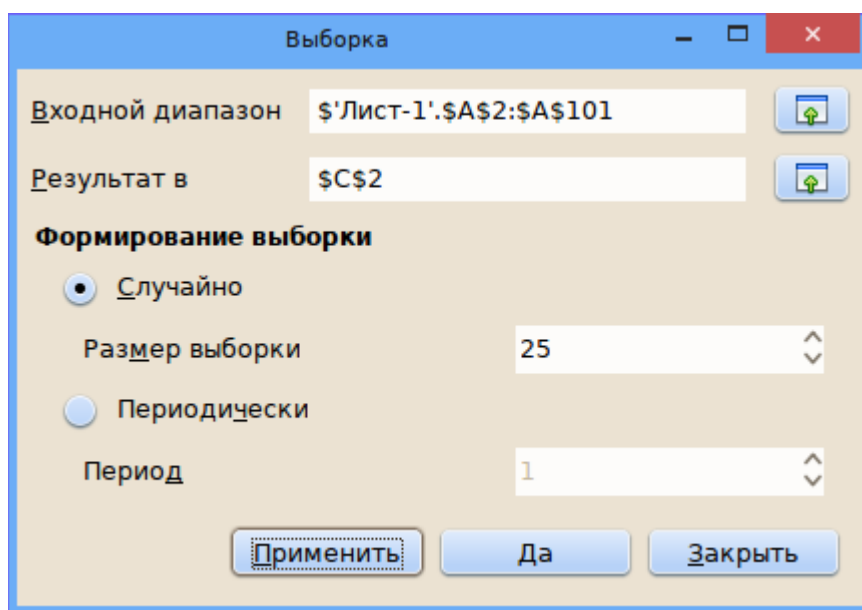 Выборка
Входной диапазон $'Лист-1'.$A$2:$A$101
Результат в $C$2
Формирование выборки
Случайно
Размер выборки 25
Периодически
Период 1
Применить Да Закрыть